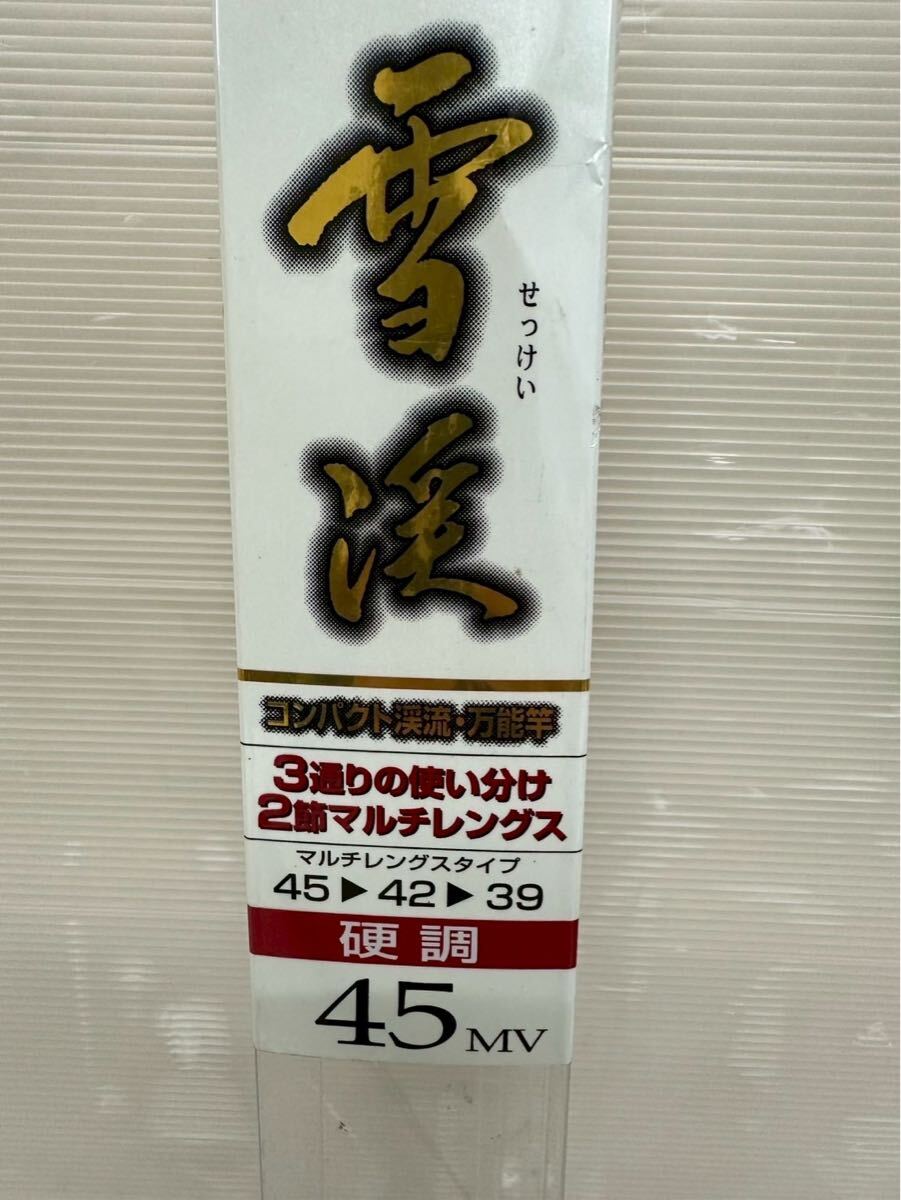 雪渓
せっけい
コンパクト渓流・万能竿
3通りの使い分け
2節マルチレングス
マルチレングスタイプ
45▶42▶39
硬調
45MV